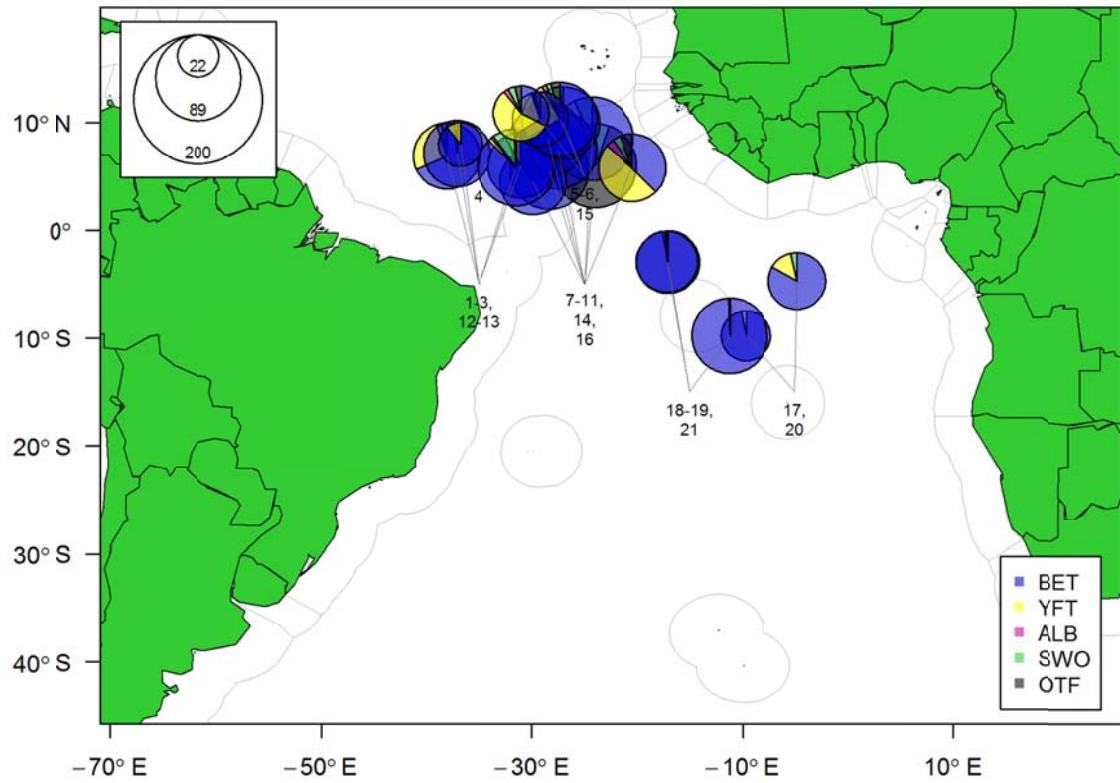 22
89
200
10° N
0°
10° S
20° S
30° S
40° S
4
5-6,
15
1-3,
12-13
7-11,
14,
16
18-19,
21
17,
20
BET
YFT
ALB
SWO
OTF
−70° E
−50° E
−30° E
−10° E
10° E